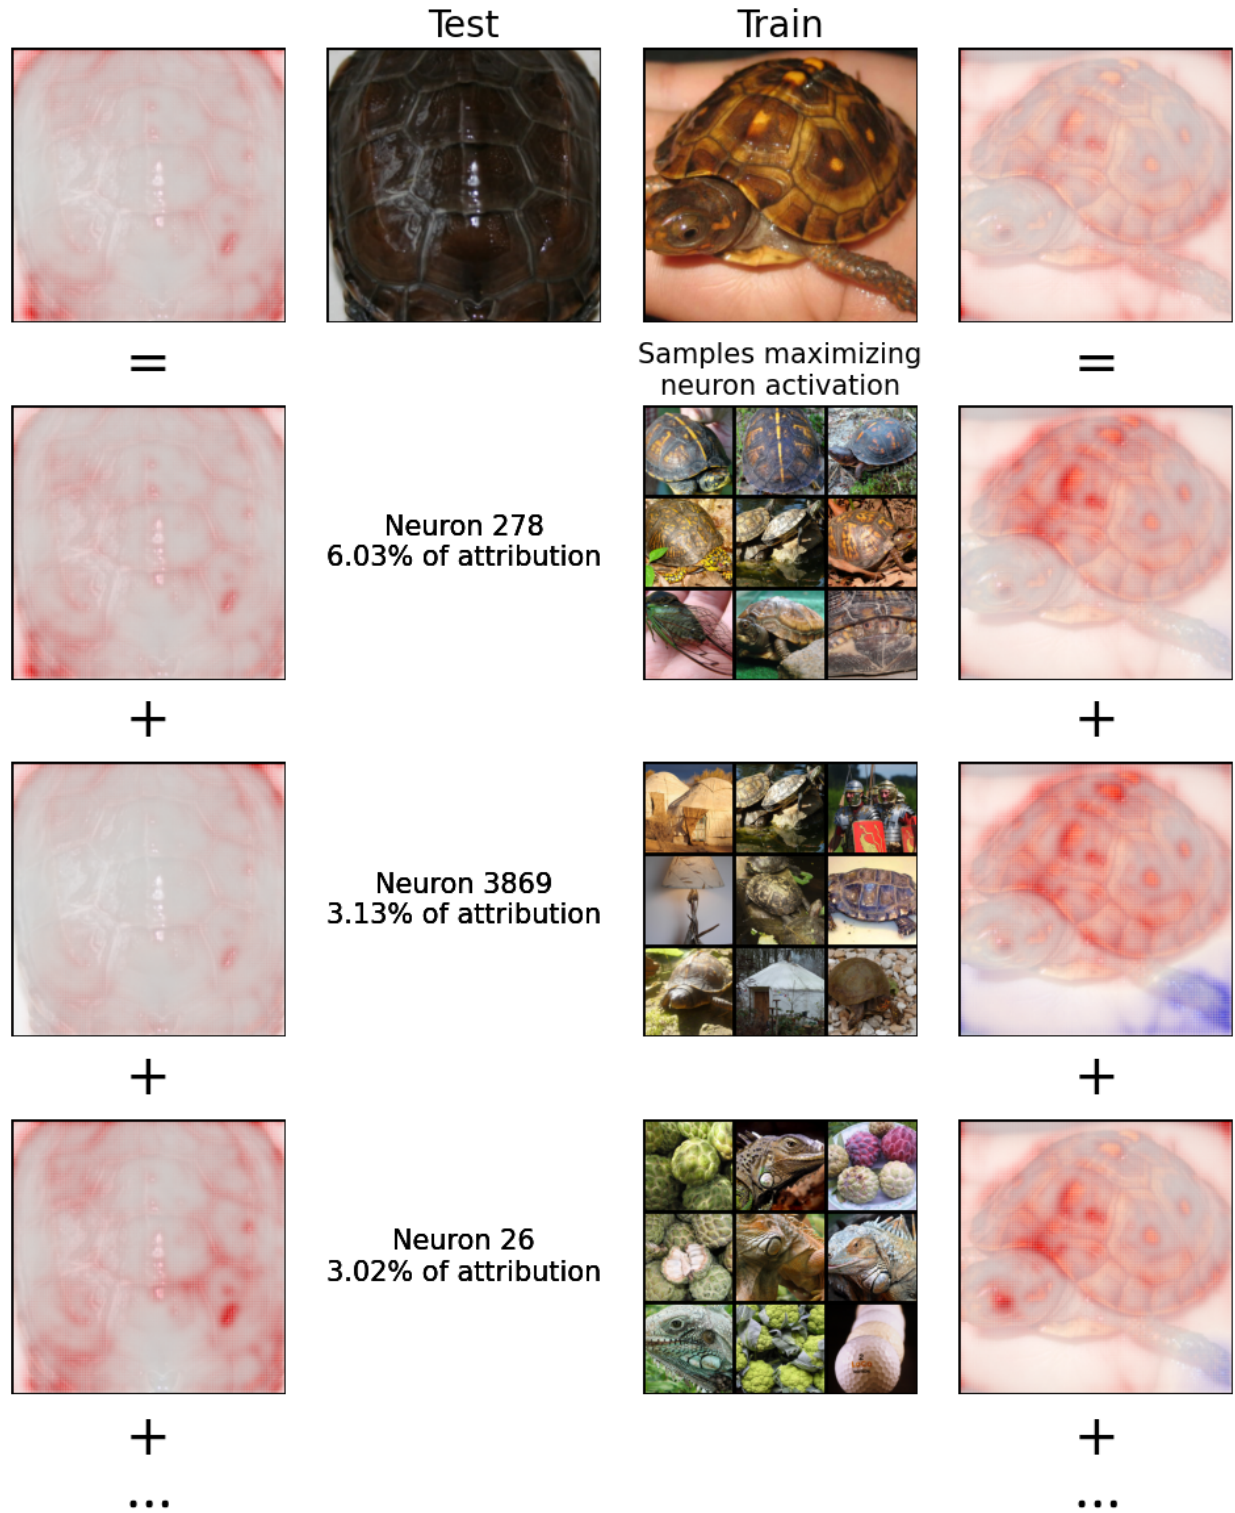 Test
Train
=
Samples maximizing
neuron activation
=
Neuron 278
6.03% of attribution
+
+
Neuron 3869
3.13% of attribution
+
+
Neuron 26
3.02% of attribution
+
+
...
...